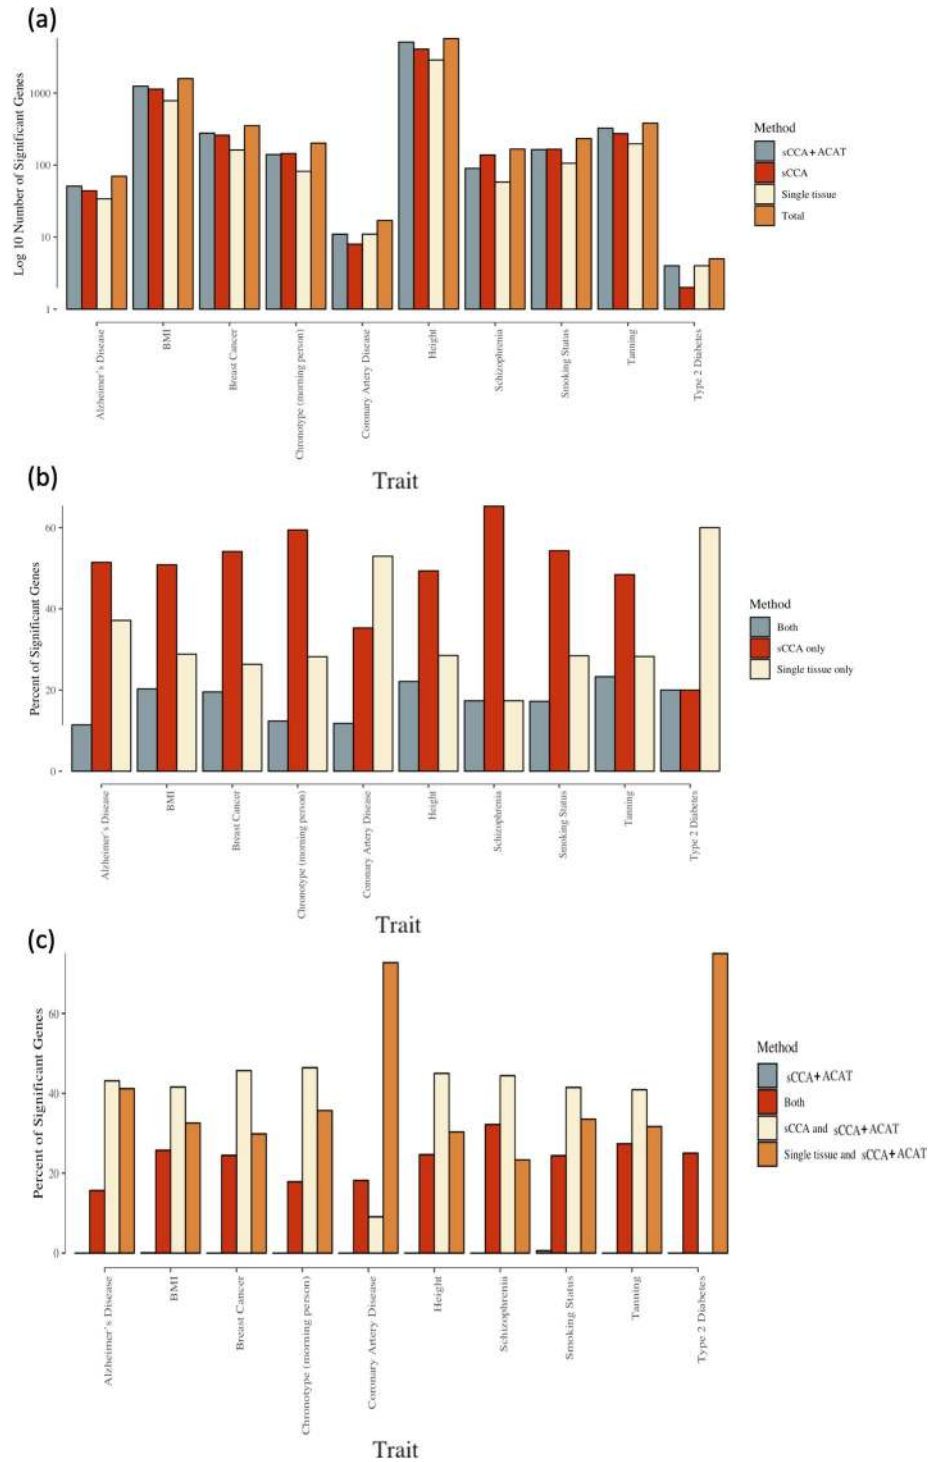 (a)
Log 10 Number of Significant Genes
1000
100
10
1
Alzheimer's Disease
BMI
Breast Cancer
Chronotype (morning person)
Coronary Artery Disease
Height
Schizophrenia
Smoking Status
Tanning
Type 2 Diabetes
Trait
Method
sCCA+ACAT
sCCA
Single tissue
Total
(b)
Percent of Significant Genes
60
40
20
0
Alzheimer's Disease
BMI
Breast Cancer
Chronotype (morning person)
Coronary Artery Disease
Height
Schizophrenia
Smoking Status
Tanning
Type 2 Diabetes
Trait
Method
Both
sCCA only
Single tissue only
(c)
Percent of Significant Genes
60
40
20
0
Alzheimer's Disease
BMI
Breast Cancer
Chronotype (morning person)
Coronary Artery Disease
Height
Schizophrenia
Smoking Status
Tanning
Type 2 Diabetes
Trait
Method
sCCA+ACAT
Both
sCCA and sCCA+ACAT
Single tissue and sCCA+ACAT